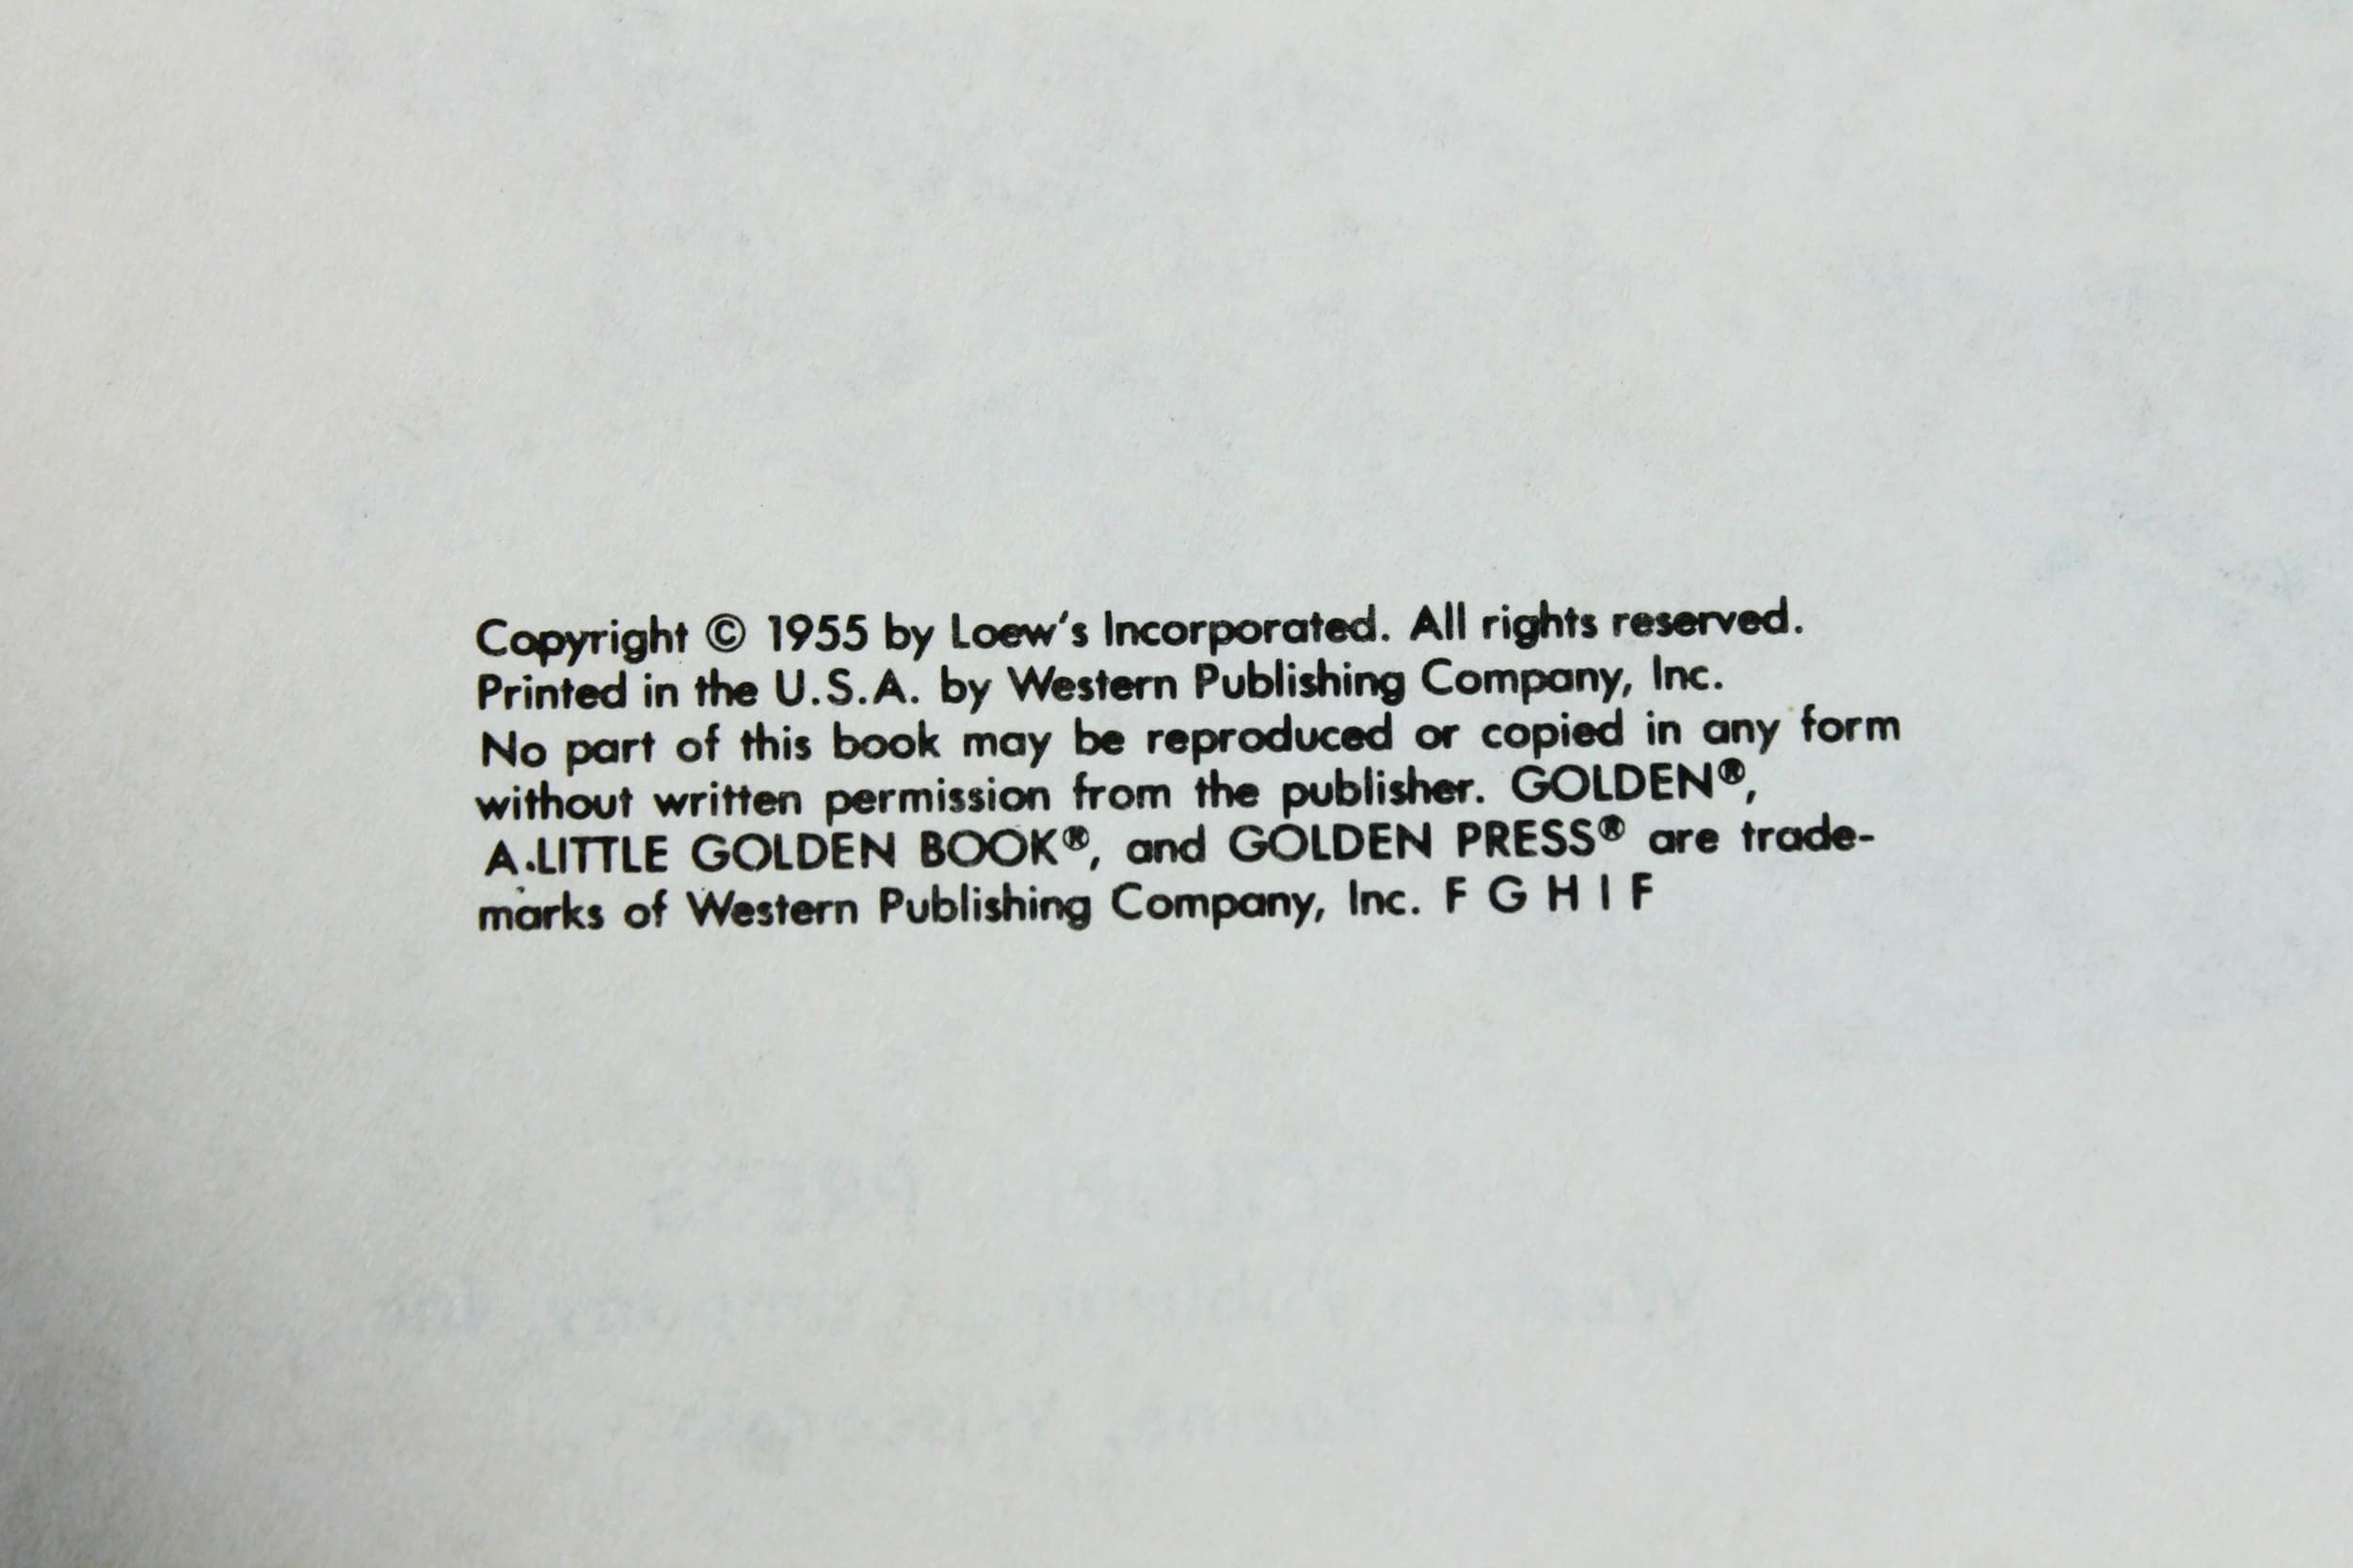 Copyright © 1955 by Loew's Incorporated. All rights reserved.
Printed in the U.S.A. by Western Publishing Company, Inc.
No part of this book may be reproduced or copied in any form
without written permission from the publisher. GOLDEN®,
A LITTLE GOLDEN BOOK®, and GOLDEN PRESS® are trade-
marks of Western Publishing Company, Inc. F G H I F